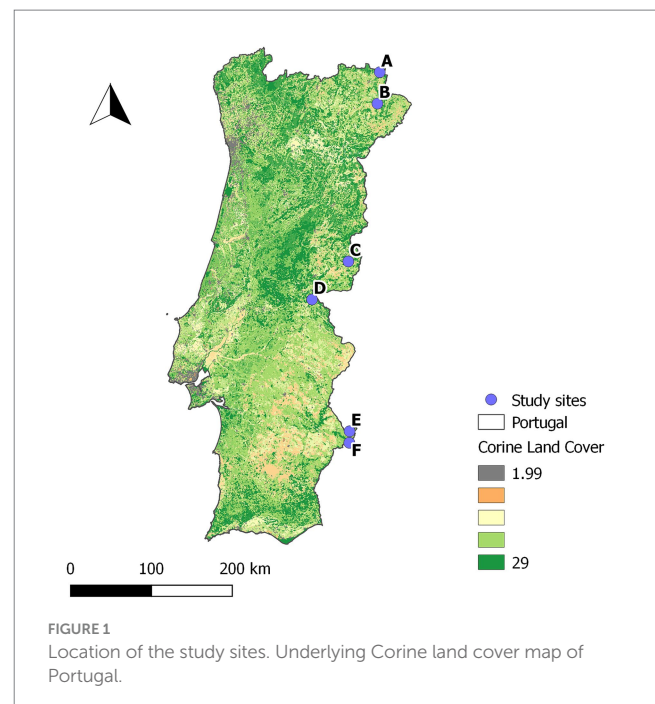 A
B
C
D
E
F
Study sites
Portugal
Corine Land Cover
1.99
29
0 100 200 km
FIGURE 1
Location of the study sites. Underlying Corine land cover map of
Portugal.